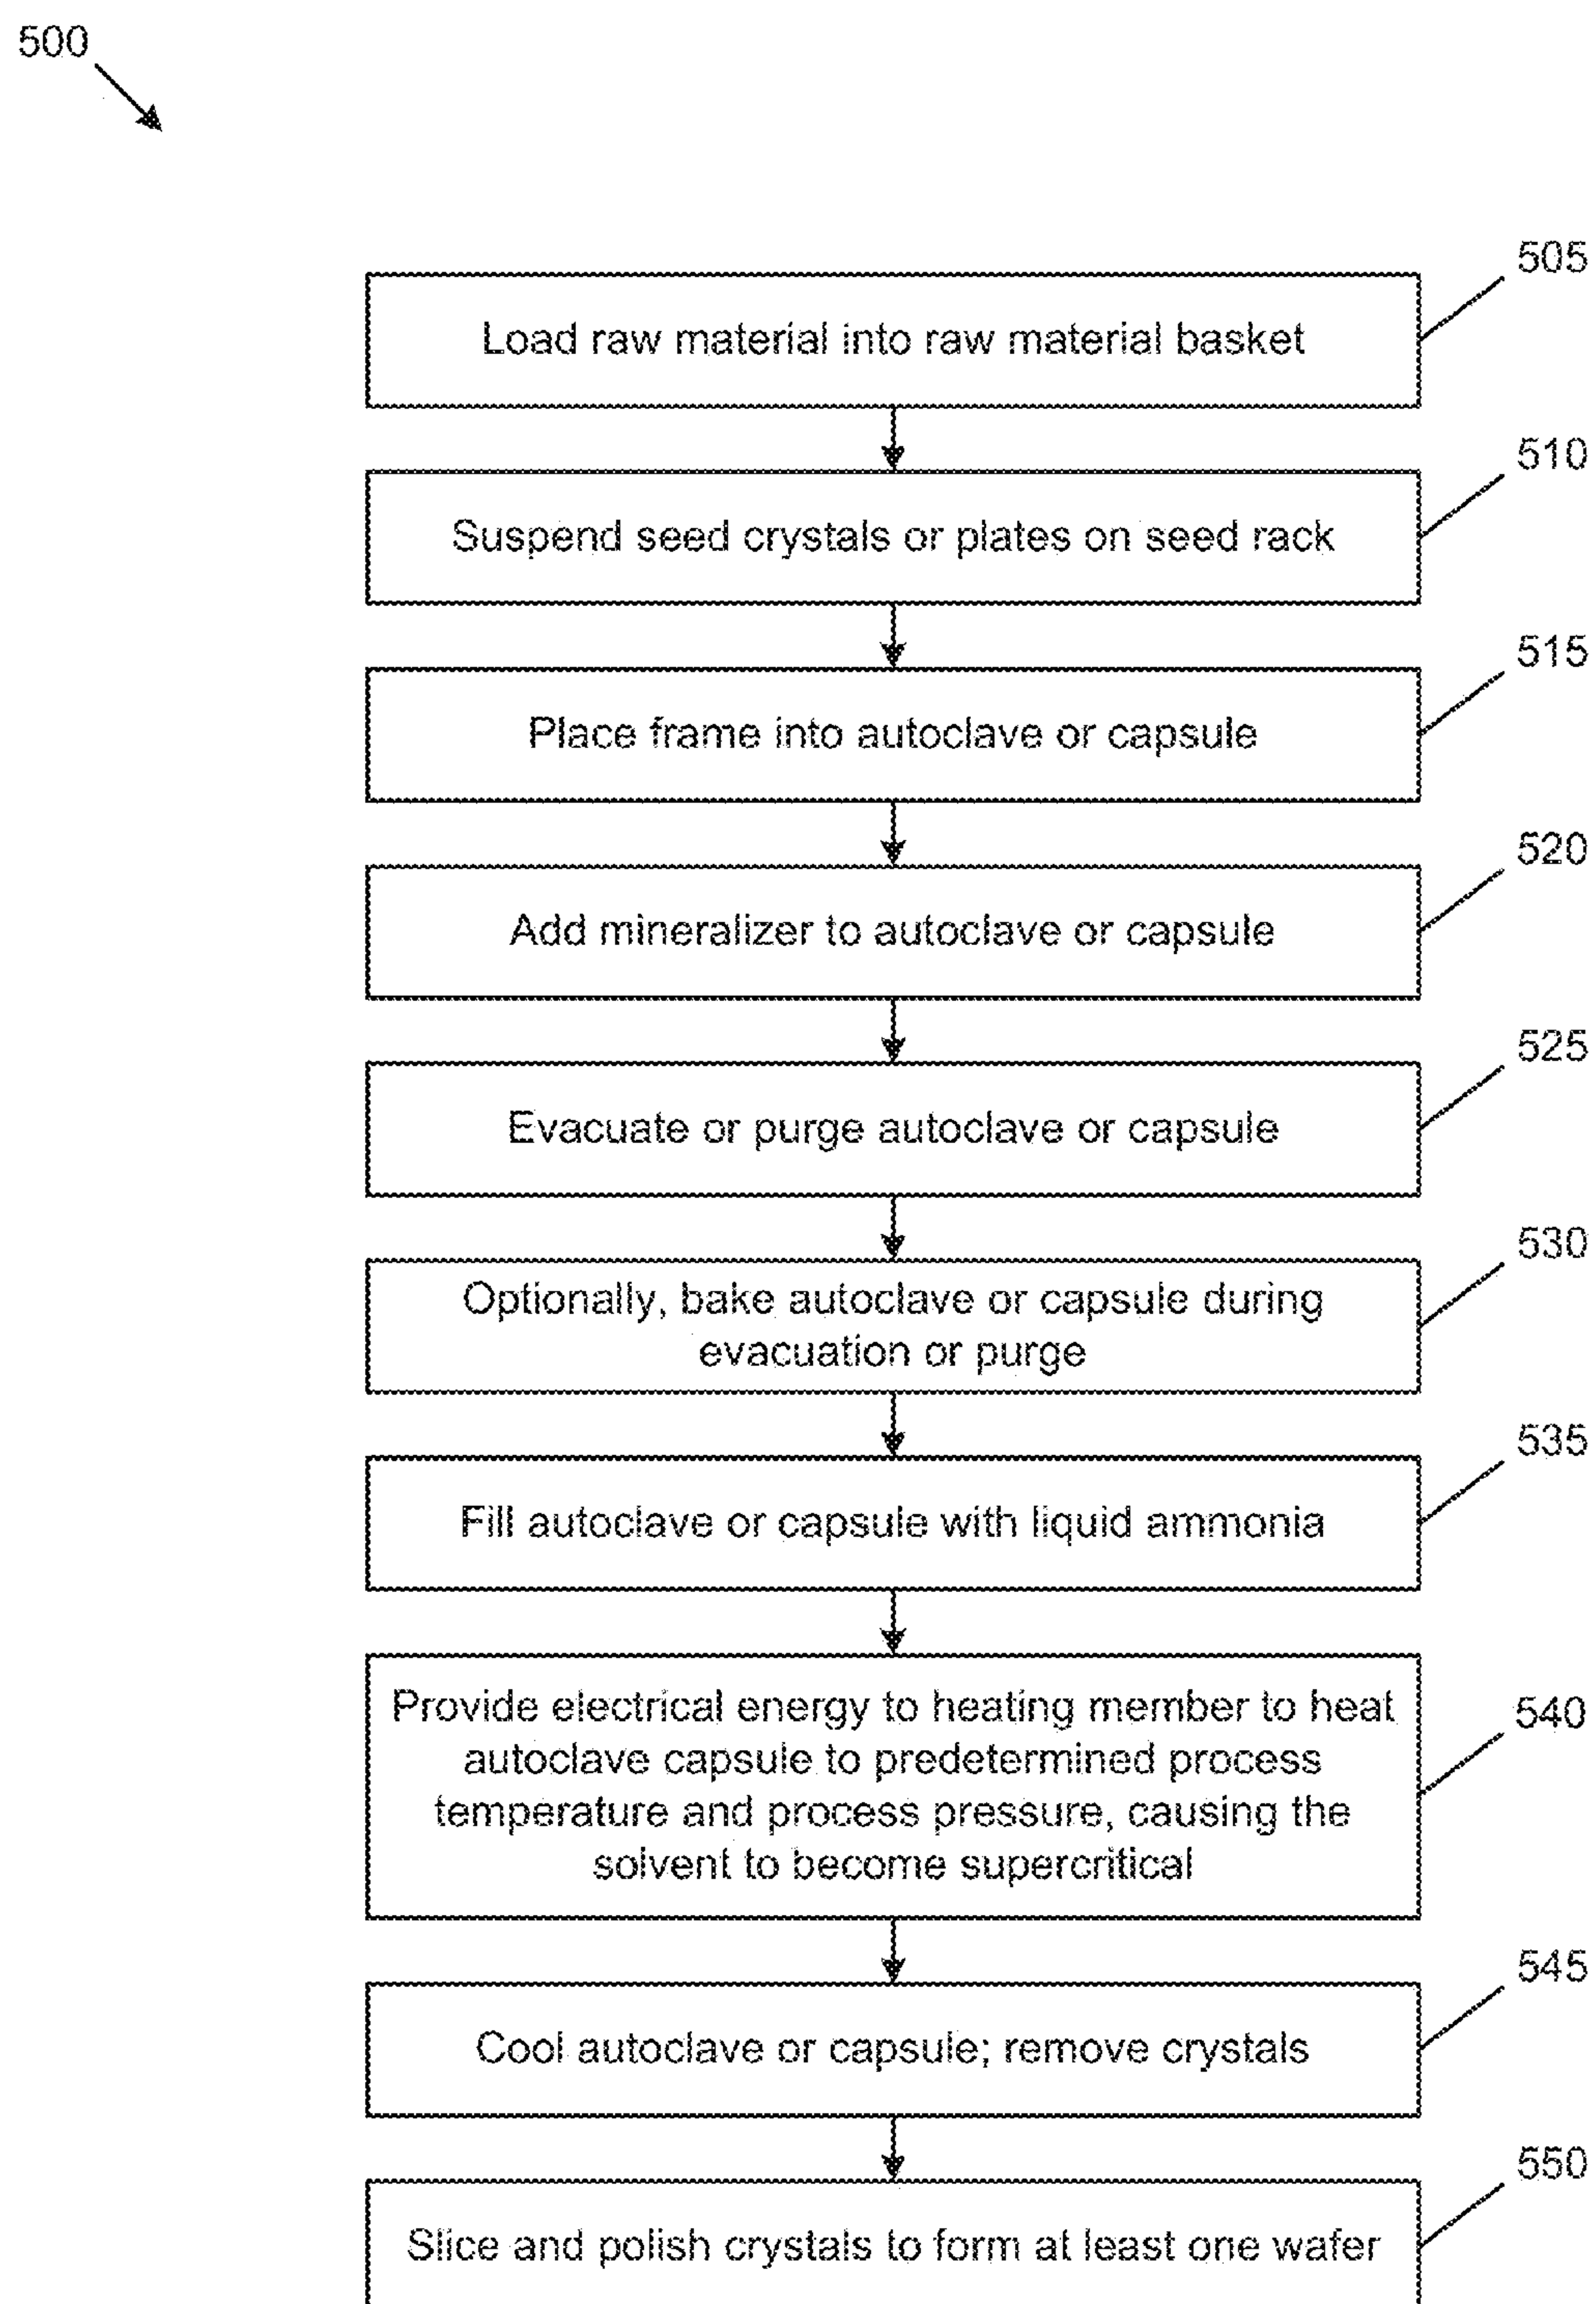 500
505
Load raw material into raw material basket
510
Suspend seed crystals or plates on seed rack
515
Place frame into autoclave or capsule
520
Add mineralizer to autoclave or capsule
525
Evacuate or purge autoclave or capsule
530
Optionally, bake autoclave or capsule during
evacuation or purge
535
Fill autoclave or capsule with liquid ammonia
540
Provide electrical energy to heating member to heat
autoclave capsule to predetermined process
temperature and process pressure, causing the
solvent to become supercritical
545
Cool autoclave or capsule; remove crystals
550
Slice and polish crystals to form at least one wafer